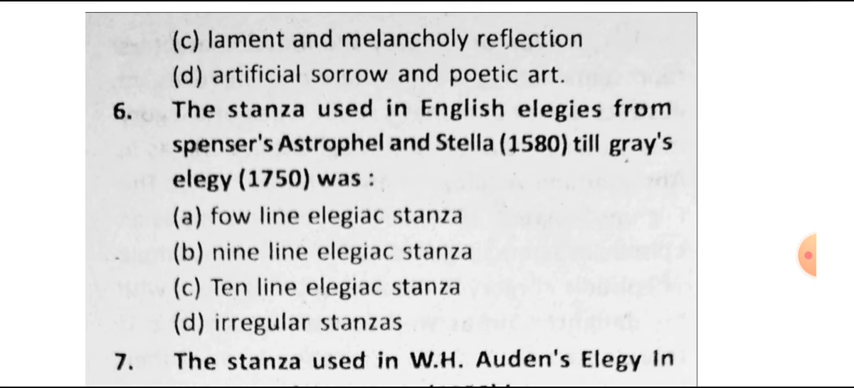 (c) lament and melancholy reflection
(d) artificial sorrow and poetic art.
6. The stanza used in English elegies from
spenser's Astrophel and Stella (1580) till gray's
elegy (1750) was :
(a) fow line elegiac stanza
(b) nine line elegiac stanza
(c) Ten line elegiac stanza
(d) irregular stanzas
7. The stanza used in W.H. Auden's Elegy In